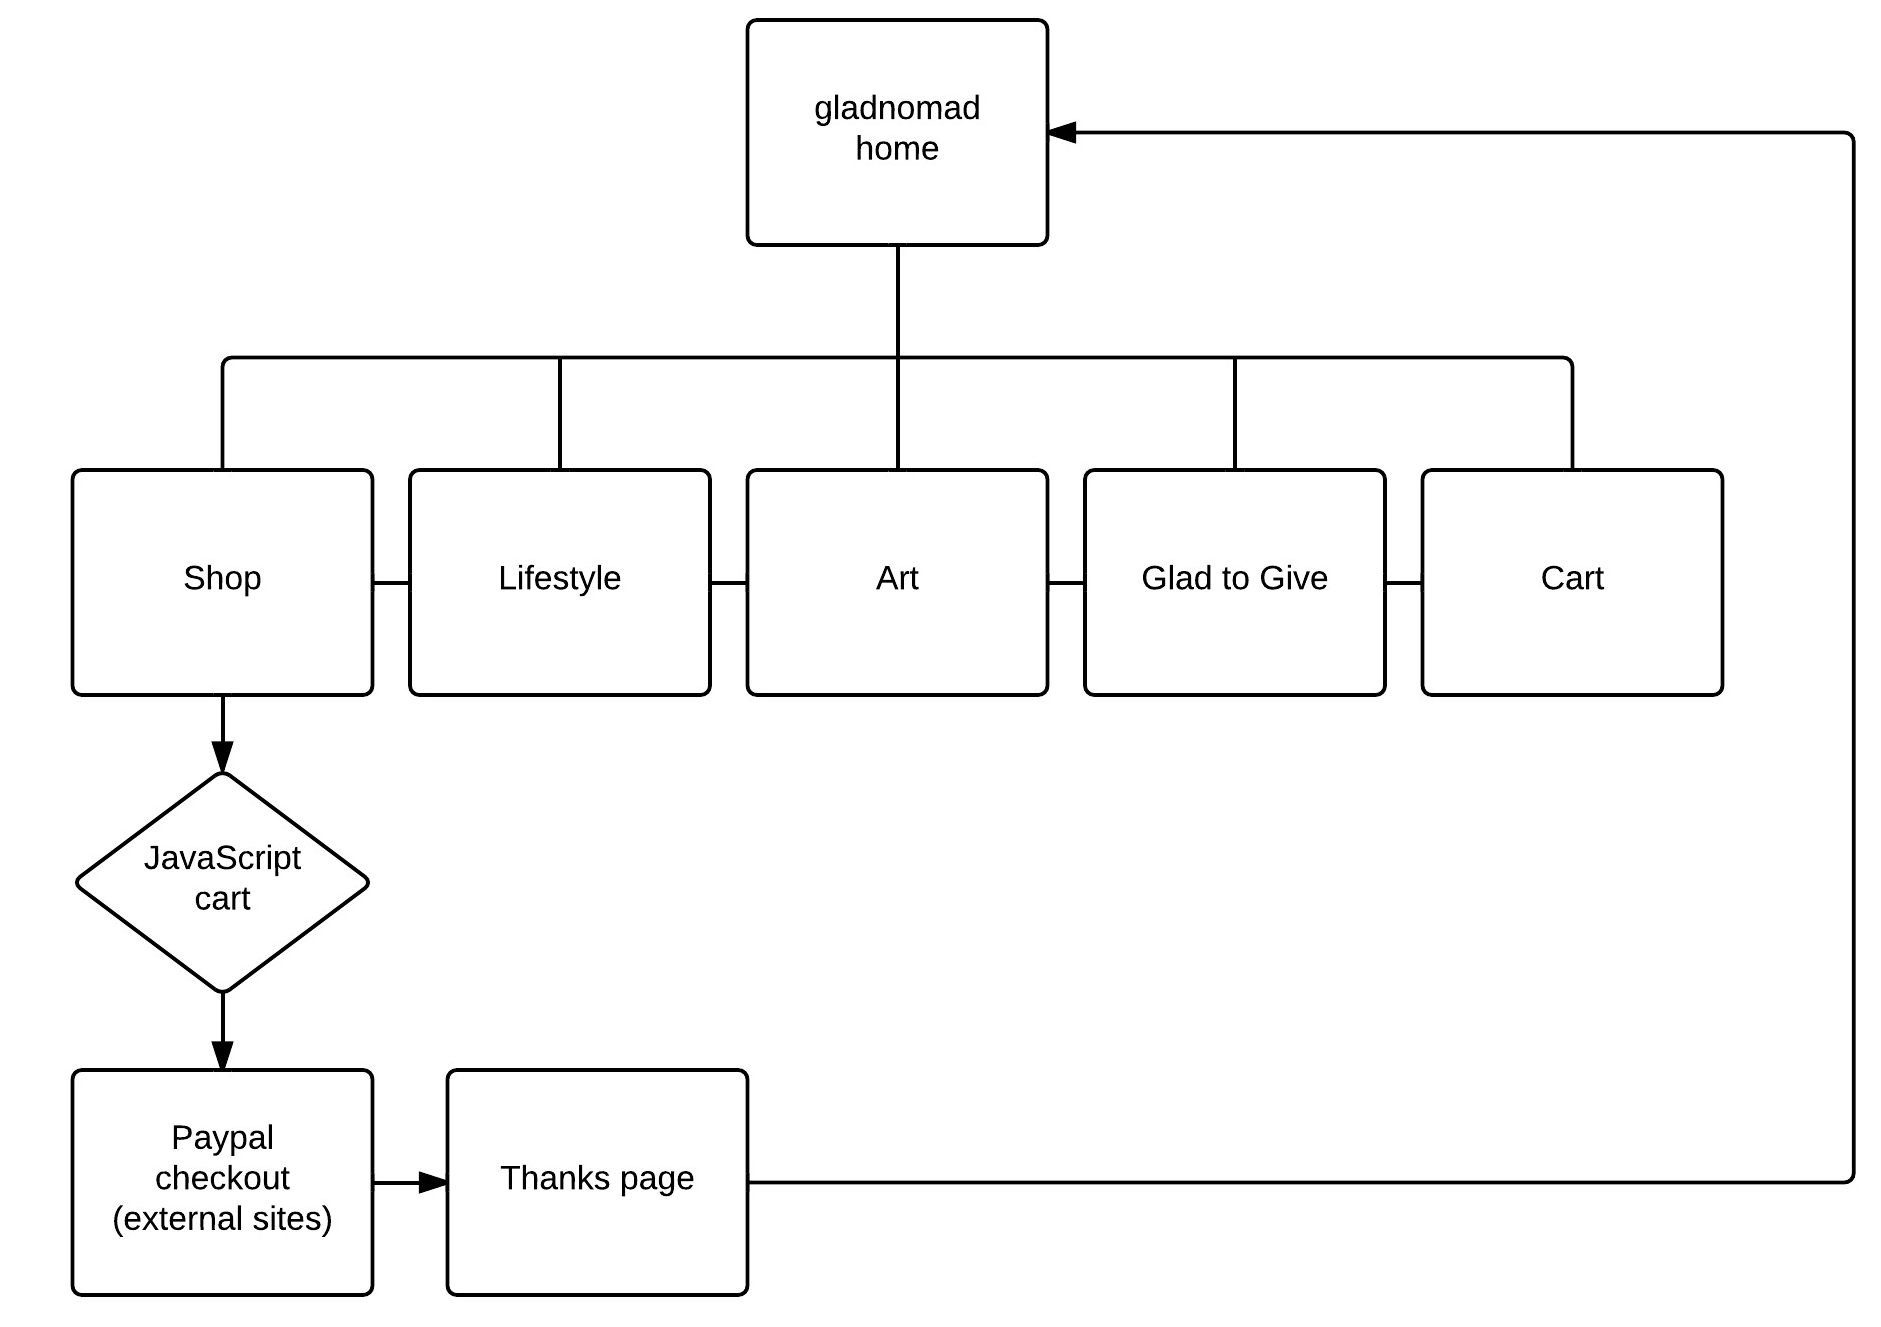 gladnomad
home
Shop
Lifestyle
Art
Glad to Give
Cart
JavaScript
cart
Paypal
checkout
(external sites)
Thanks page